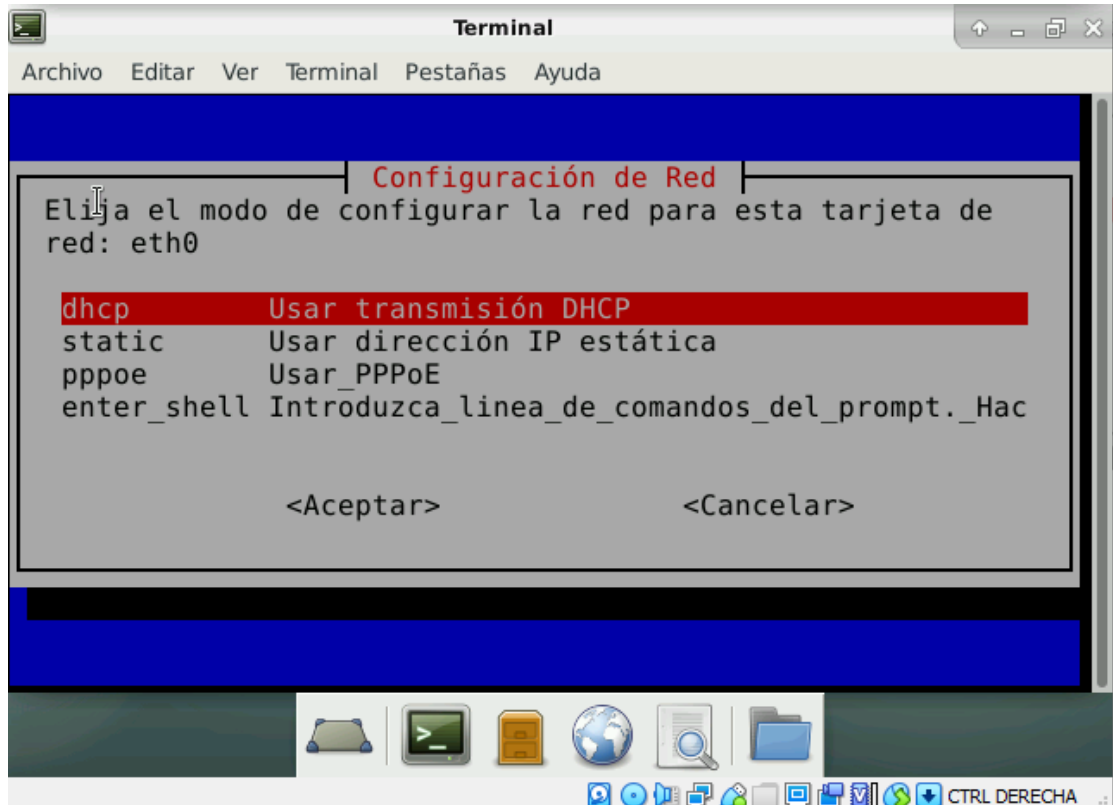 Terminal
Archivo Editar Ver Terminal Pestañas Ayuda
Configuración de Red
Elija el modo de configurar la red para esta tarjeta de
red: eth0
dhcp Usar transmisión DHCP
static Usar dirección IP estática
pppoe Usar_PPPoE
enter_shell Introduzca_linea_de_comandos_del_prompt._Hac
<Aceptar> <Cancelar>
CTRL DERECHA